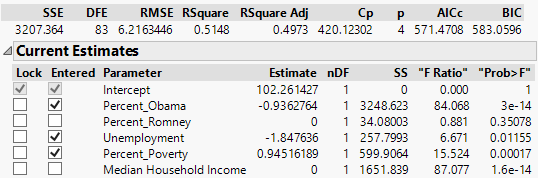 SSE DFE RMSE RSquare RSquare Adj Cp p AICc BIC
3207.364 83 6.2163446 0.5148 0.4973 420.12302 4 571.4708 583.0596
Current Estimates
Lock Entered Parameter Estimate nDF SS "F Ratio" "Prob>F"
Intercept 102.261427 1 0 0.000 1
Percent_Obama -0.9362764 1 3248.623 84.068 3e-14
Percent_Romney 0 1 34.08003 0.881 0.35078
Unemployment -1.847636 1 257.7993 6.671 0.01155
Percent_Poverty 0.94516189 1 599.9064 15.524 0.00017
Median Household Income 0 1 1651.839 87.077 1.6e-14